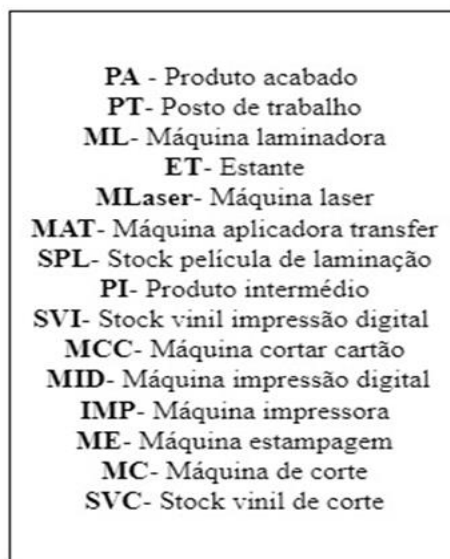 PA - Produto acabado
PT- Posto de trabalho
ML- Máquina laminadora
ET- Estante
MLaser- Máquina laser
MAT- Máquina aplicadora transfer
SPL- Stock película de laminação
PI- Produto intermédio
SVI- Stock vinil impressão digital
MCC- Máquina cortar cartão
MID- Máquina impressão digital
IMP- Máquina impressora
ME- Máquina estampagem
MC- Máquina de corte
SVC- Stock vinil de corte